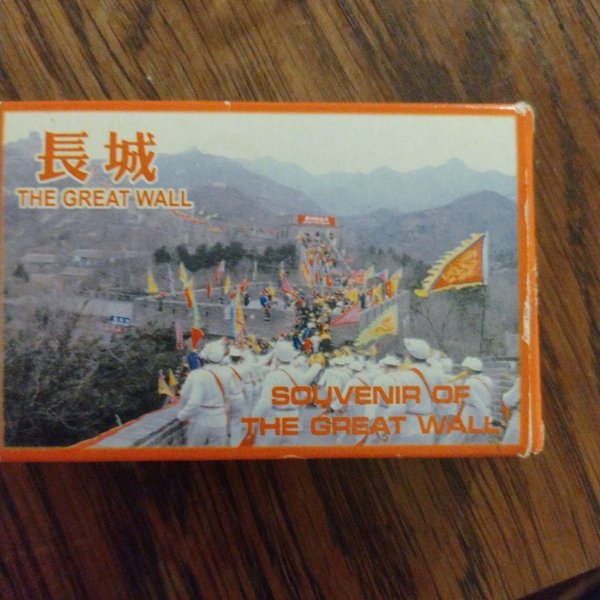 長城
THE GREAT WALL
SOUVENIR OF
THE GREAT WALL